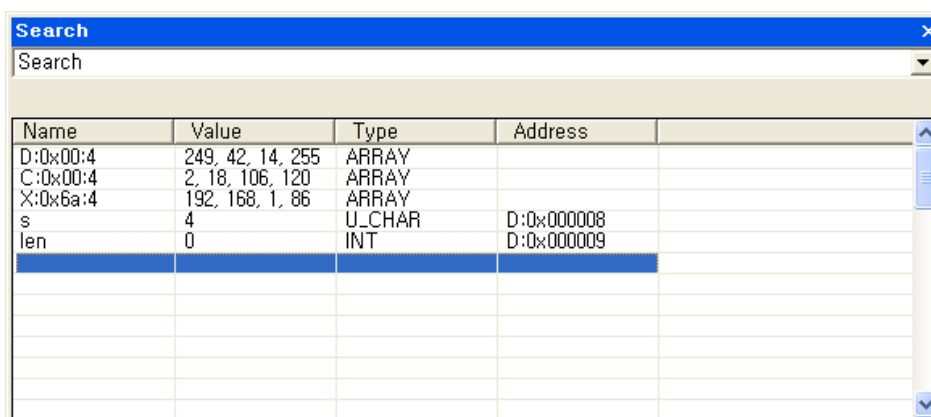 Search
Search
Name Value Type Address
D:0x00:4 249, 42, 14, 255 ARRAY
C:0x00:4 2, 18, 106, 120 ARRAY
X:0x6a:4 192, 168, 1, 86 ARRAY
s 4 U_CHAR D:0x000008
len 0 INT D:0x000009